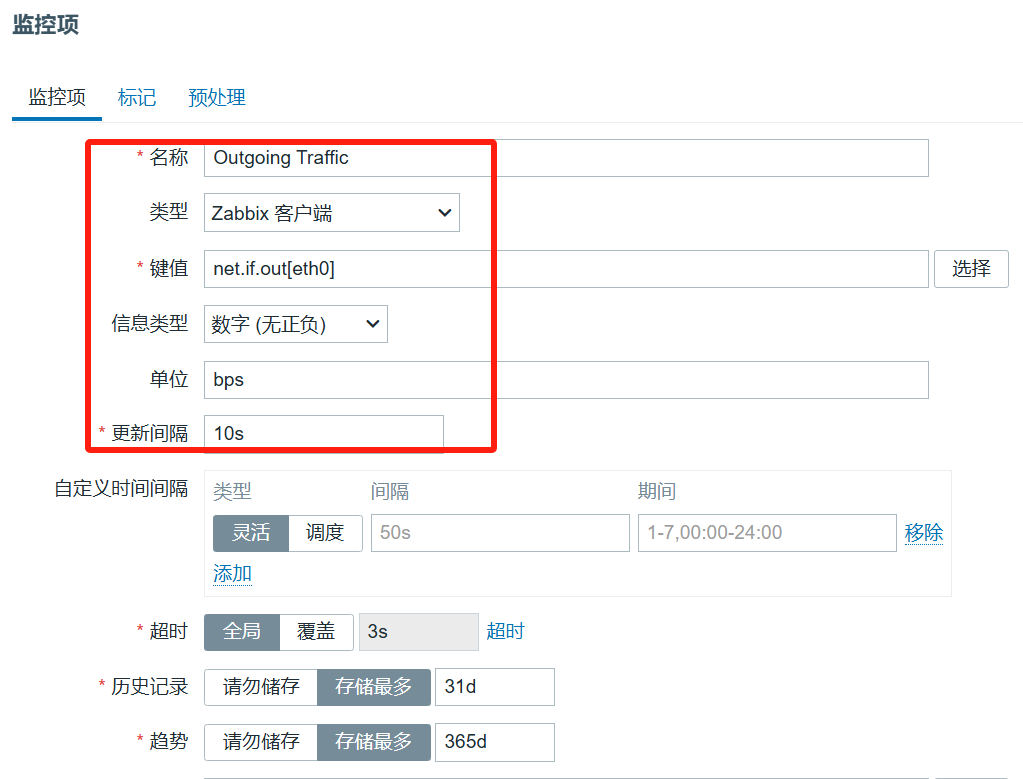 监控项
监控项 标记 预处理
* 名称 Outgoing Traffic
类型 Zabbix 客户端
* 键值 net.if.out[eth0] 选择
信息类型 数字 (无正负)
单位 bps
* 更新间隔 10s
自定义时间间隔 类型 间隔 期间
灵活 调度 50s 1-7,00:00-24:00 移除
添加
* 超时 全局 覆盖 3s 超时
* 历史记录 请勿储存 存储最多 31d
* 趋势 请勿储存 存储最多 365d